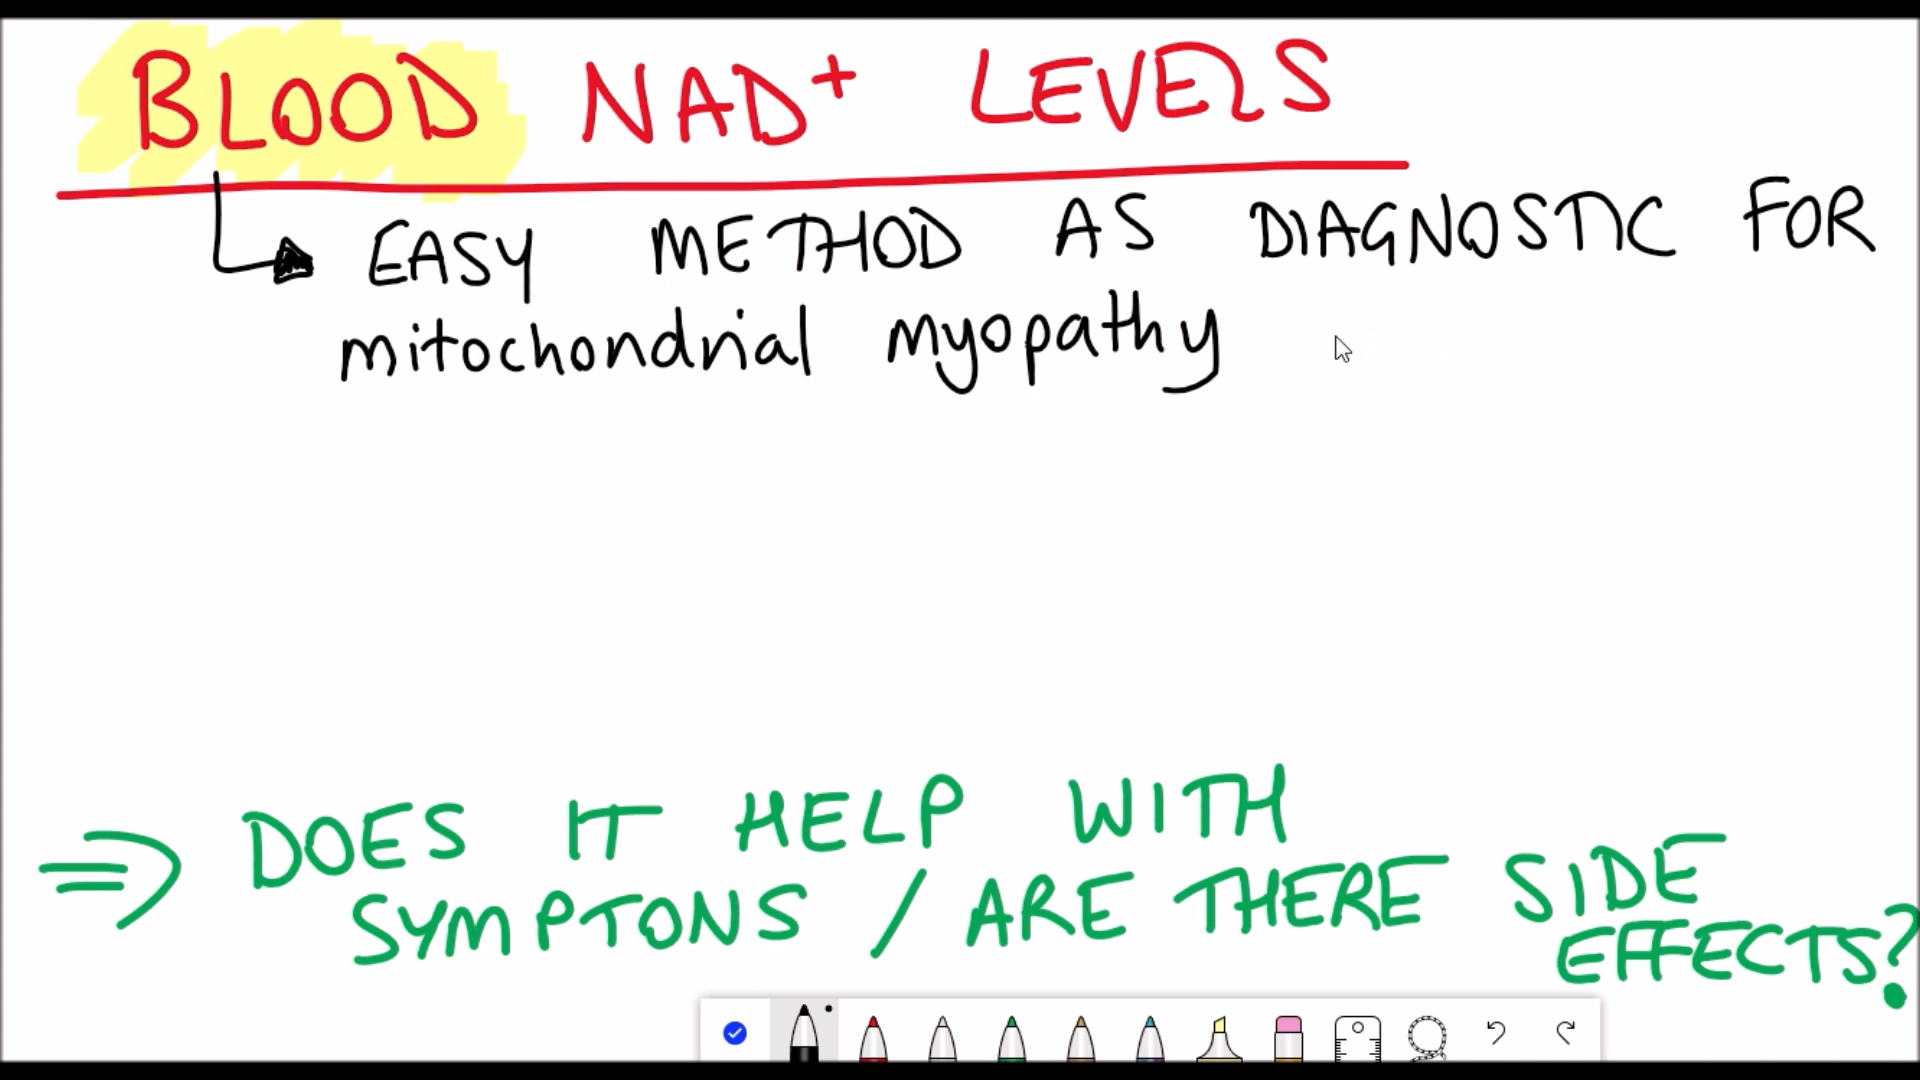 BLOOD NAD+ LEVELS
EASY METHOD AS DIAGNOSTIC FOR
mitochondrial myopathy
DOES IT HELP WITH
SYMPTONS / ARE THERE SIDE
EFFECTS?